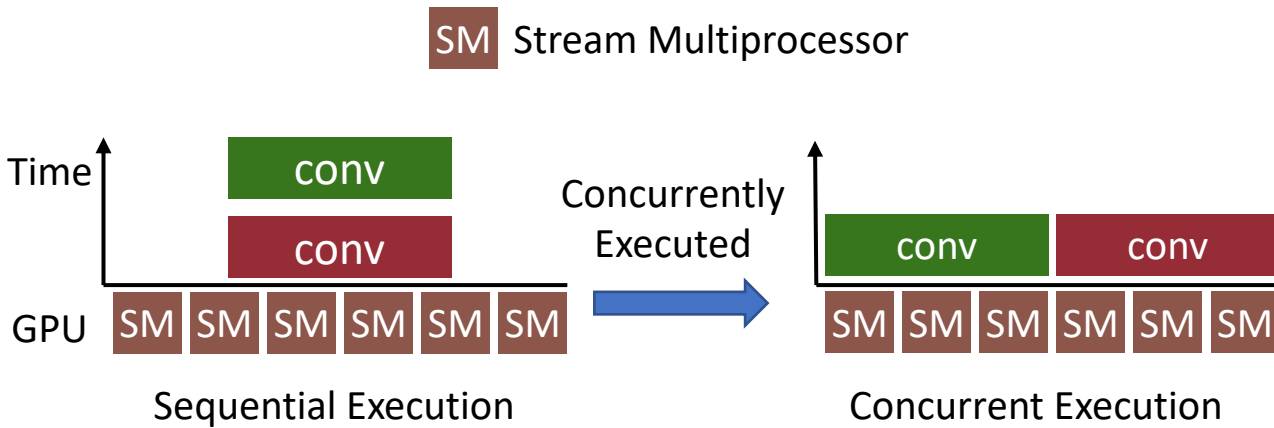 SM Stream Multiprocessor
Time
conv
conv
GPU
SM SM SM SM SM SM
Sequential Execution
Concurrently
Executed
conv conv
SM SM SM SM SM SM
Concurrent Execution